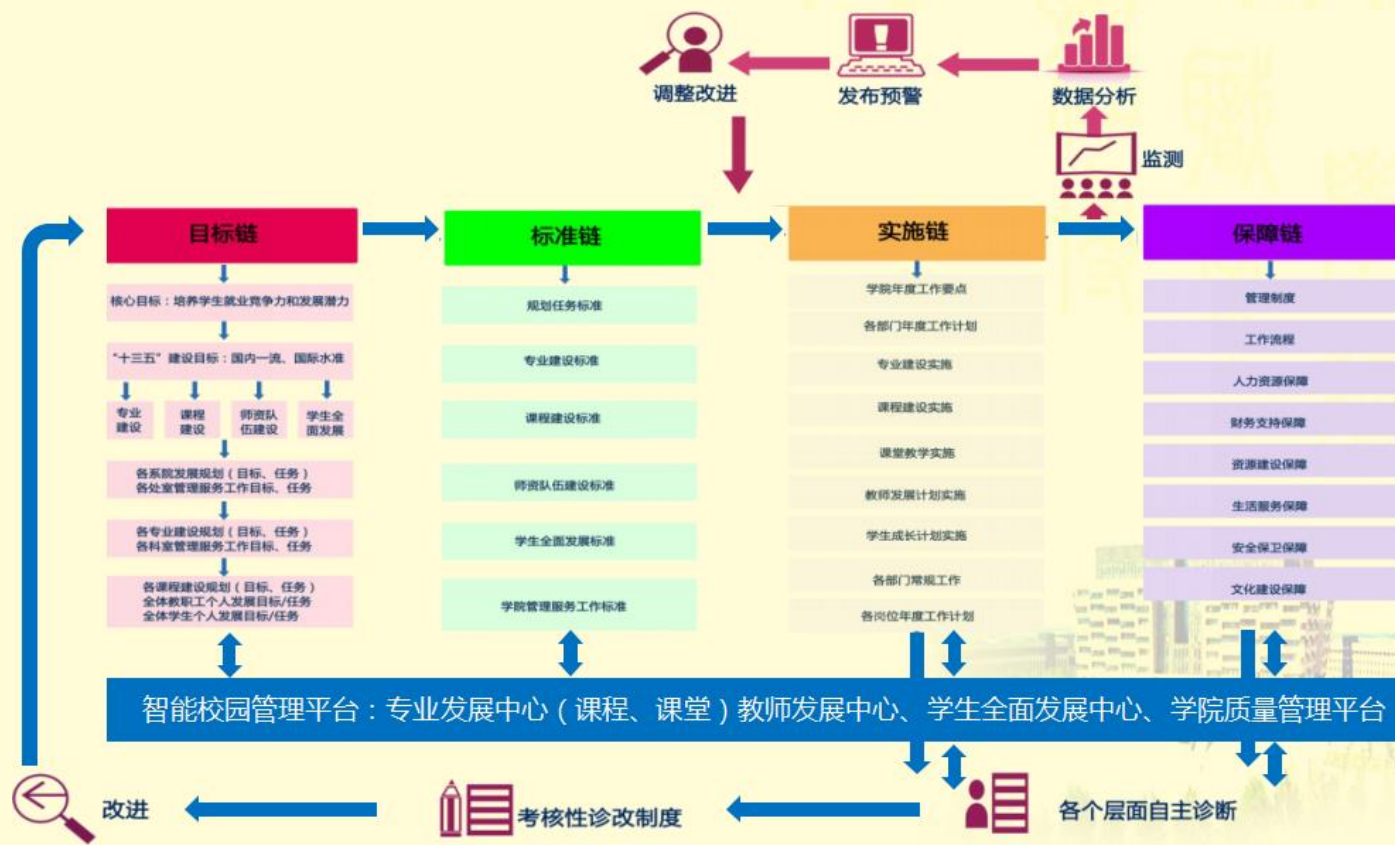 调整改进
发布预警
数据分析
监测
目标链
核心目标：培养学生就业竞争力和发展潜力
“十三五”建设目标：国内一流、国际水准
专业
建设
课程
建设
师资队
伍建设
学生全
面发展
各系院发展规划（目标、任务）
各处室管理服务工作目标、任务
各专业建设规划（目标、任务）
各科室管理服务工作目标、任务
各课程建设规划（目标、任务）
全体教职工个人发展目标/任务
全体学生个人发展目标/任务
标准链
规划任务标准
专业建设标准
课程建设标准
师资队伍建设标准
学生全面发展标准
学院管理服务工作标准
实施链
学院年度工作要点
各部门年度工作计划
专业建设实施
课程建设实施
课堂教学实施
教师发展计划实施
学生成长计划实施
各部门常规工作
各岗位年度工作计划
保障链
管理制度
工作流程
人力资源保障
财务支持保障
资源建设保障
生活服务保障
安全保卫保障
文化建设保障
智能校园管理平台：专业发展中心（课程、课堂）教师发展中心、学生全面发展中心、学院质量管理平台
改进
考核性诊改制度
各个层面自主诊断